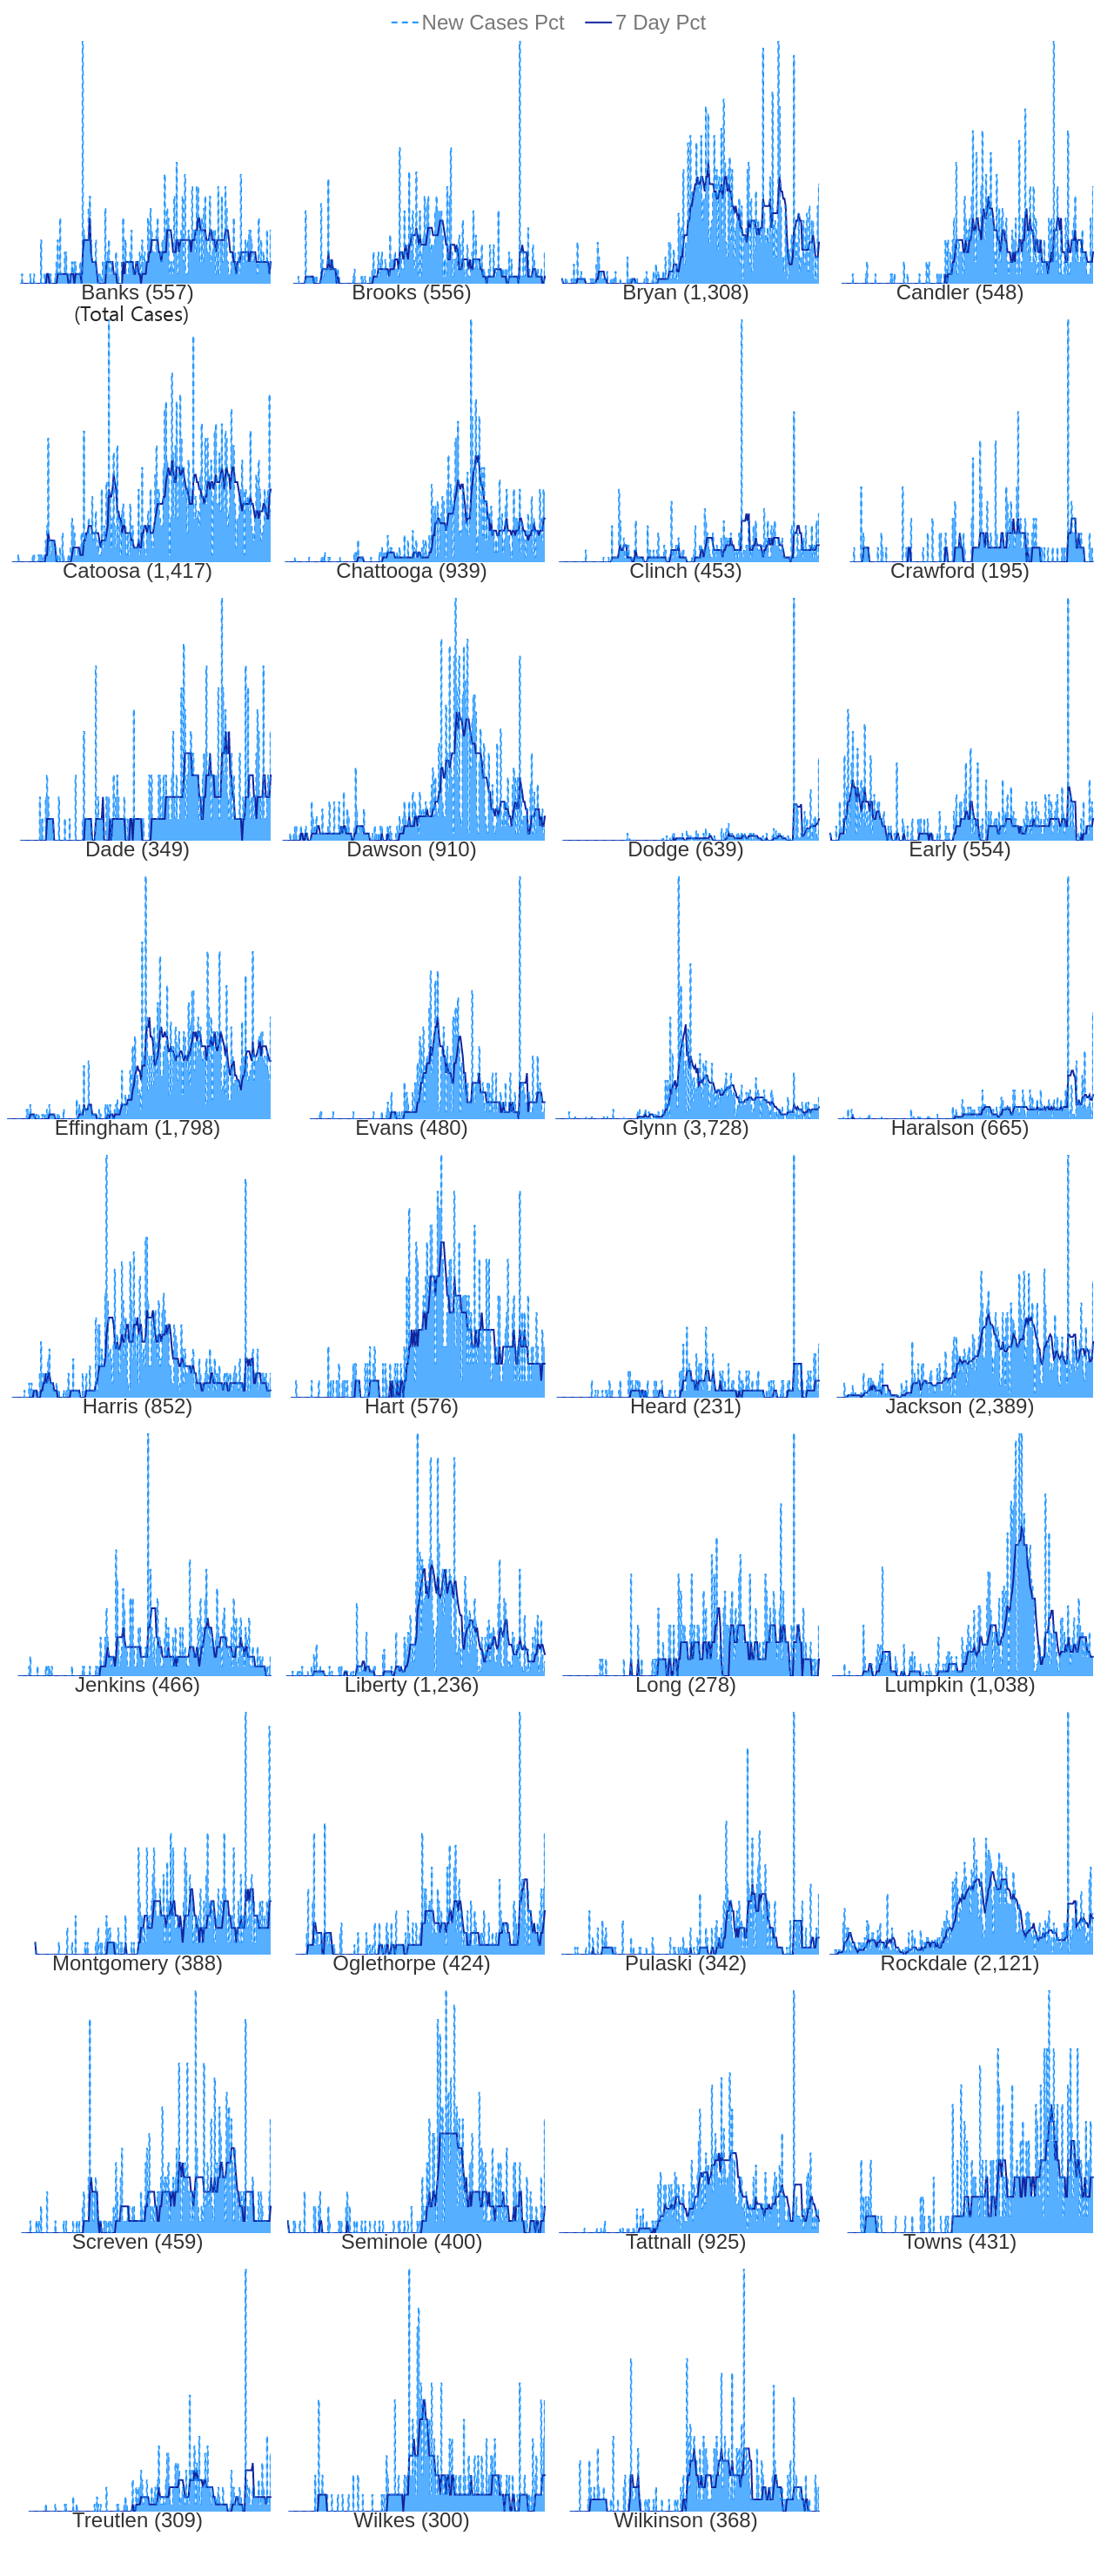 New Cases Pct 7 Day Pct
Banks (557) Brooks (556) Bryan (1,308) Candler (548)
(Total Cases)
Catoosa (1,417) Chattooga (939) Clinch (453) Crawford (195)
Dade (349) Dawson (910) Dodge (639) Early (554)
Effingham (1,798) Evans (480) Glynn (3,728) Haralson (665)
Harris (852) Hart (576) Heard (231) Jackson (2,389)
Jenkins (466) Liberty (1,236) Long (278) Lumpkin (1,038)
Montgomery (388) Oglethorpe (424) Pulaski (342) Rockdale (2,121)
Screven (459) Seminole (400) Tattnall (925) Towns (431)
Treutlen (309) Wilkes (300) Wilkinson (368)